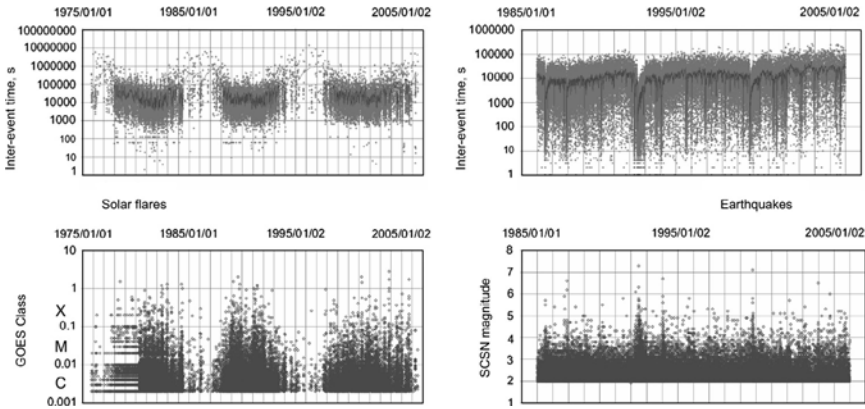 1975/01/01 1985/01/01 1995/01/02 2005/01/02
100000000
10000000
1000000
100000
10000
1000
100
10
1
Inter-event time, s
1985/01/01 1995/01/02 2005/01/02
1000000
100000
10000
1000
100
10
1
Inter-event time, s
Solar flares
Earthquakes
1975/01/01 1985/01/01 1995/01/02 2005/01/02
10
1
0.1
0.01
0.001
X
M
C
GOES Class
1985/01/01 1995/01/02 2005/01/02
8
7
6
5
4
3
2
1
SCSN magnitude